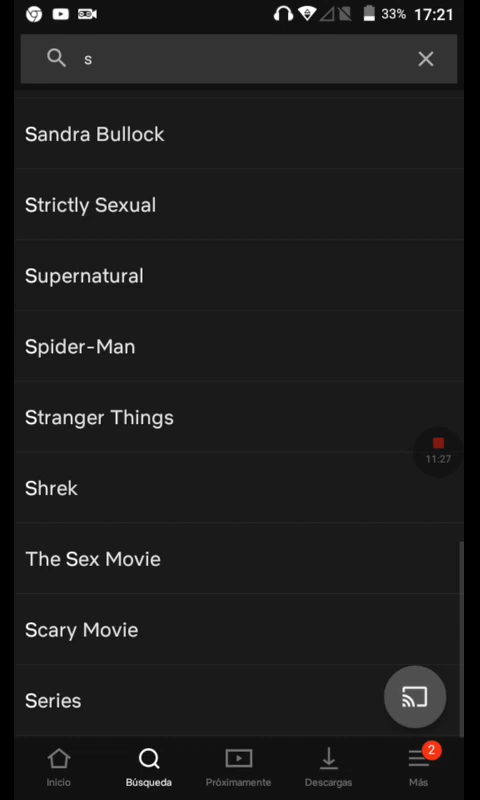 33% 17:21
s
Sandra Bullock
Strictly Sexual
Supernatural
Spider-Man
Stranger Things
11:27
Shrek
The Sex Movie
Scary Movie
Series
2
Inicio Búsqueda Próximamente Descargas Más